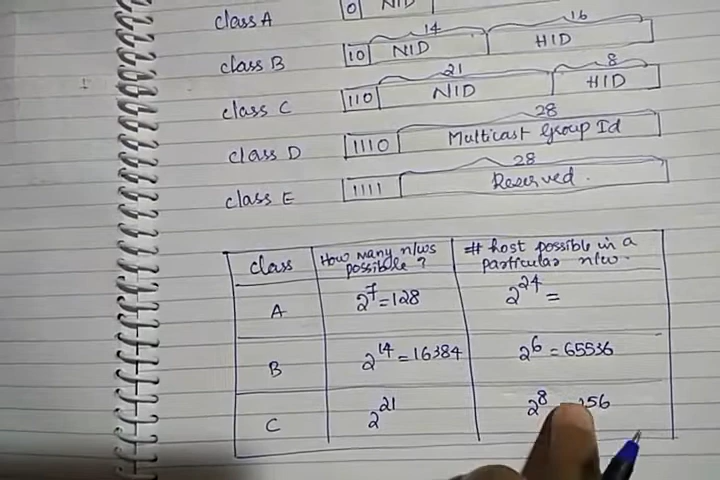 class A 0 NID
14 16
class B 10 NID HID
21 8
class C 110 NID HID
28
class D 1110 Multicast Group Id
28
class E 1111 Reserved.
class How many n/ws possible? # host possible in a particular n/w.
A 2^7=128 2^24=
B 2^14=16384 2^6=65536
C 2^21 2^8 256